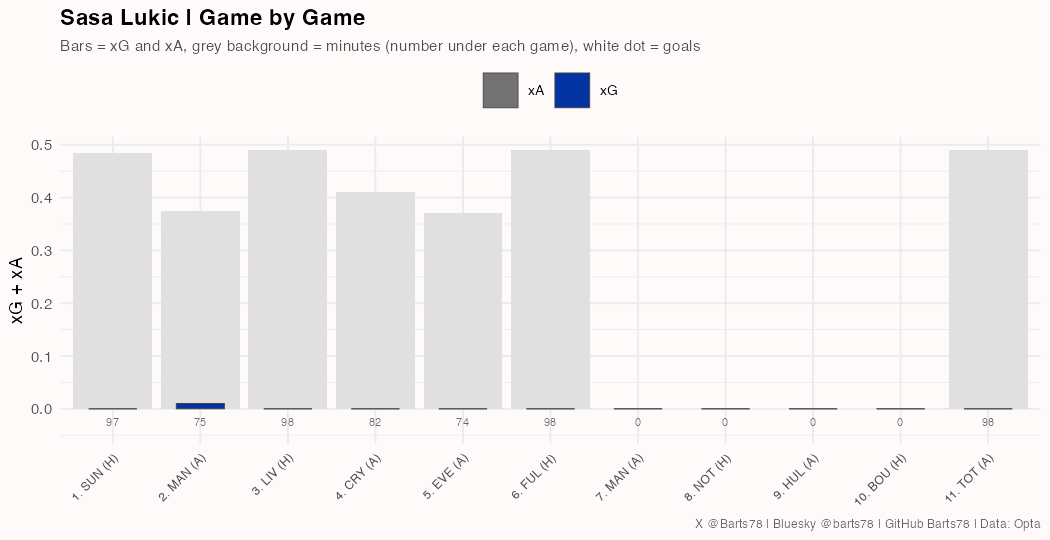 Sasa Lukic | Game by Game
Bars = xG and xA, grey background = minutes (number under each game), white dot = goals
xA xG
xG + xA
0.5
0.4
0.3
0.2
0.1
0.0
97 75 98 82 74 98 0 0 0 0 98
1. SUN (H) 2. MAN (A) 3. LIV (H) 4. CRY (A) 5. EVE (A) 6. FUL (H) 7. MAN (A) 8. NOT (H) 9. HUL (A) 10. BOU (H) 11. TOT (A)
X @Barts78 | Bluesky @barts78 | GitHub Barts78 | Data: Opta